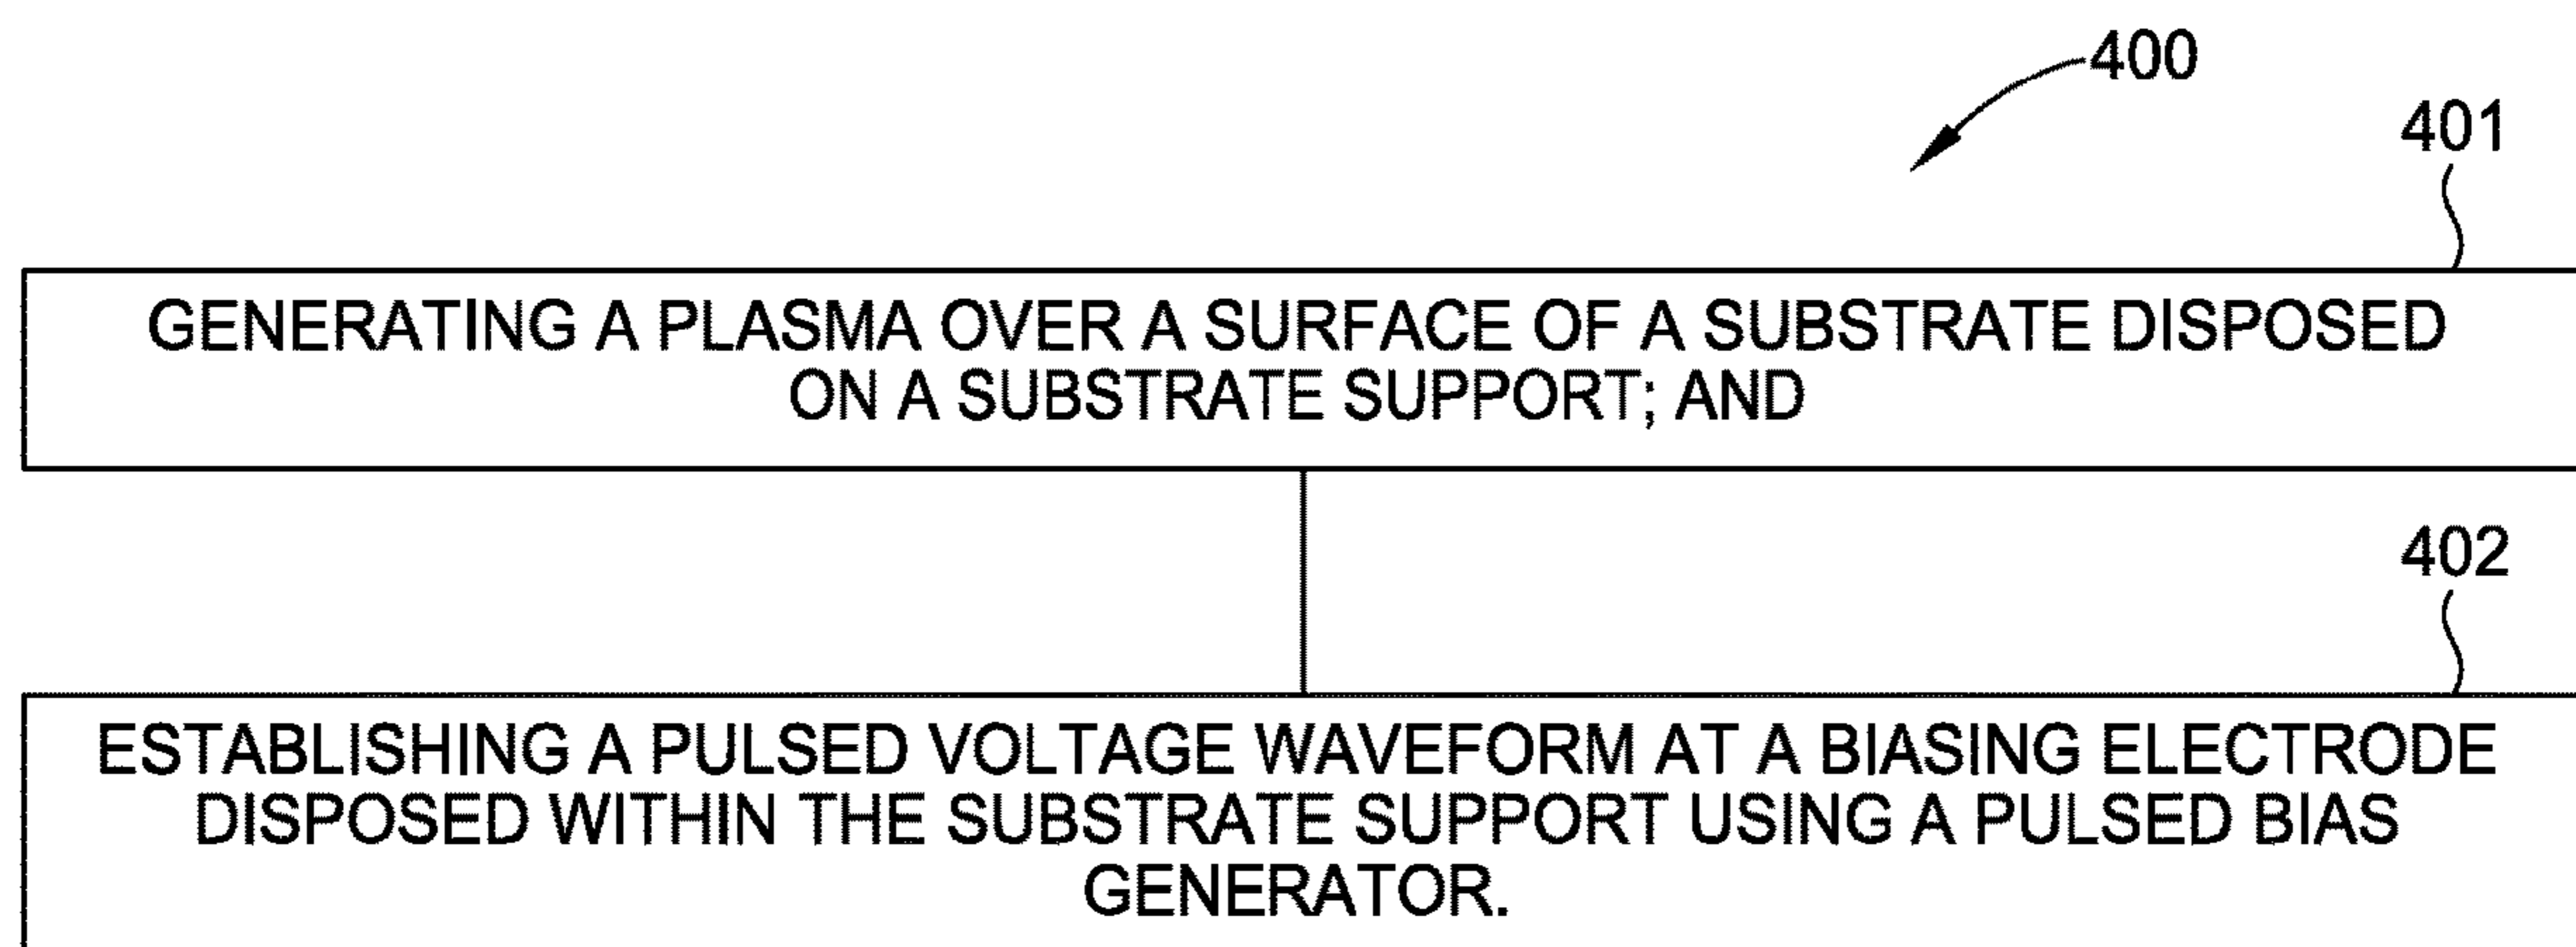 400
401
GENERATING A PLASMA OVER A SURFACE OF A SUBSTRATE DISPOSED
ON A SUBSTRATE SUPPORT; AND
402
ESTABLISHING A PULSED VOLTAGE WAVEFORM AT A BIASING ELECTRODE
DISPOSED WITHIN THE SUBSTRATE SUPPORT USING A PULSED BIAS
GENERATOR.